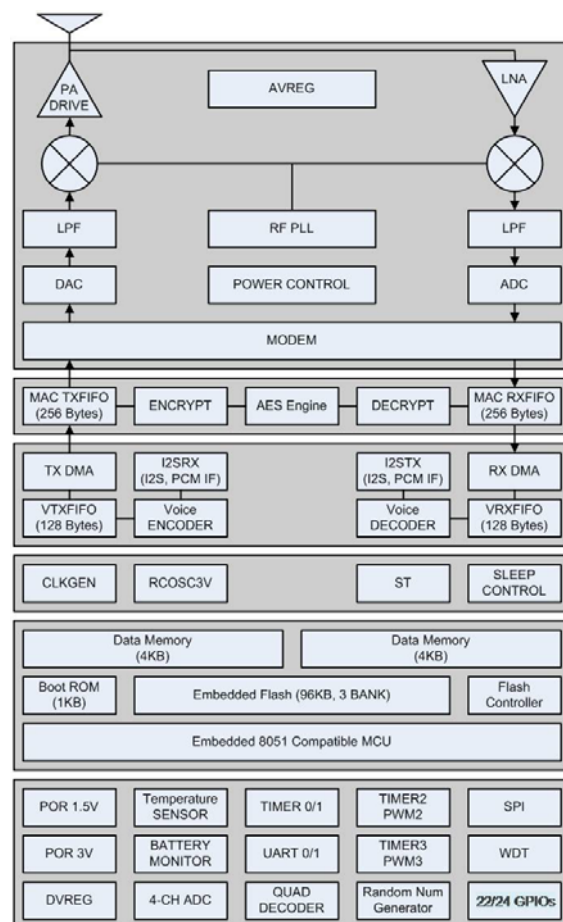 PA
DRIVE
AVREG
LNA
LPF
RF PLL
LPF
DAC
POWER CONTROL
ADC
MODEM
MAC TXFIFO
(256 Bytes)
ENCRYPT
AES Engine
DECRYPT
MAC RXFIFO
(256 Bytes)
TX DMA
I2SRX
(I2S, PCM IF)
I2STX
(I2S, PCM IF)
RX DMA
VTXFIFO
(128 Bytes)
Voice
ENCODER
Voice
DECODER
VRXFIFO
(128 Bytes)
CLKGEN
RCOSC3V
ST
SLEEP
CONTROL
Data Memory
(4KB)
Data Memory
(4KB)
Boot ROM
(1KB)
Embedded Flash (96KB, 3 BANK)
Flash
Controller
Embedded 8051 Compatible MCU
POR 1.5V
Temperature
SENSOR
TIMER 0/1
TIMER2
PWM2
SPI
POR 3V
BATTERY
MONITOR
UART 0/1
TIMER3
PWM3
WDT
DVREG
4-CH ADC
QUAD
DECODER
Random Num
Generator
22/24 GPIOs